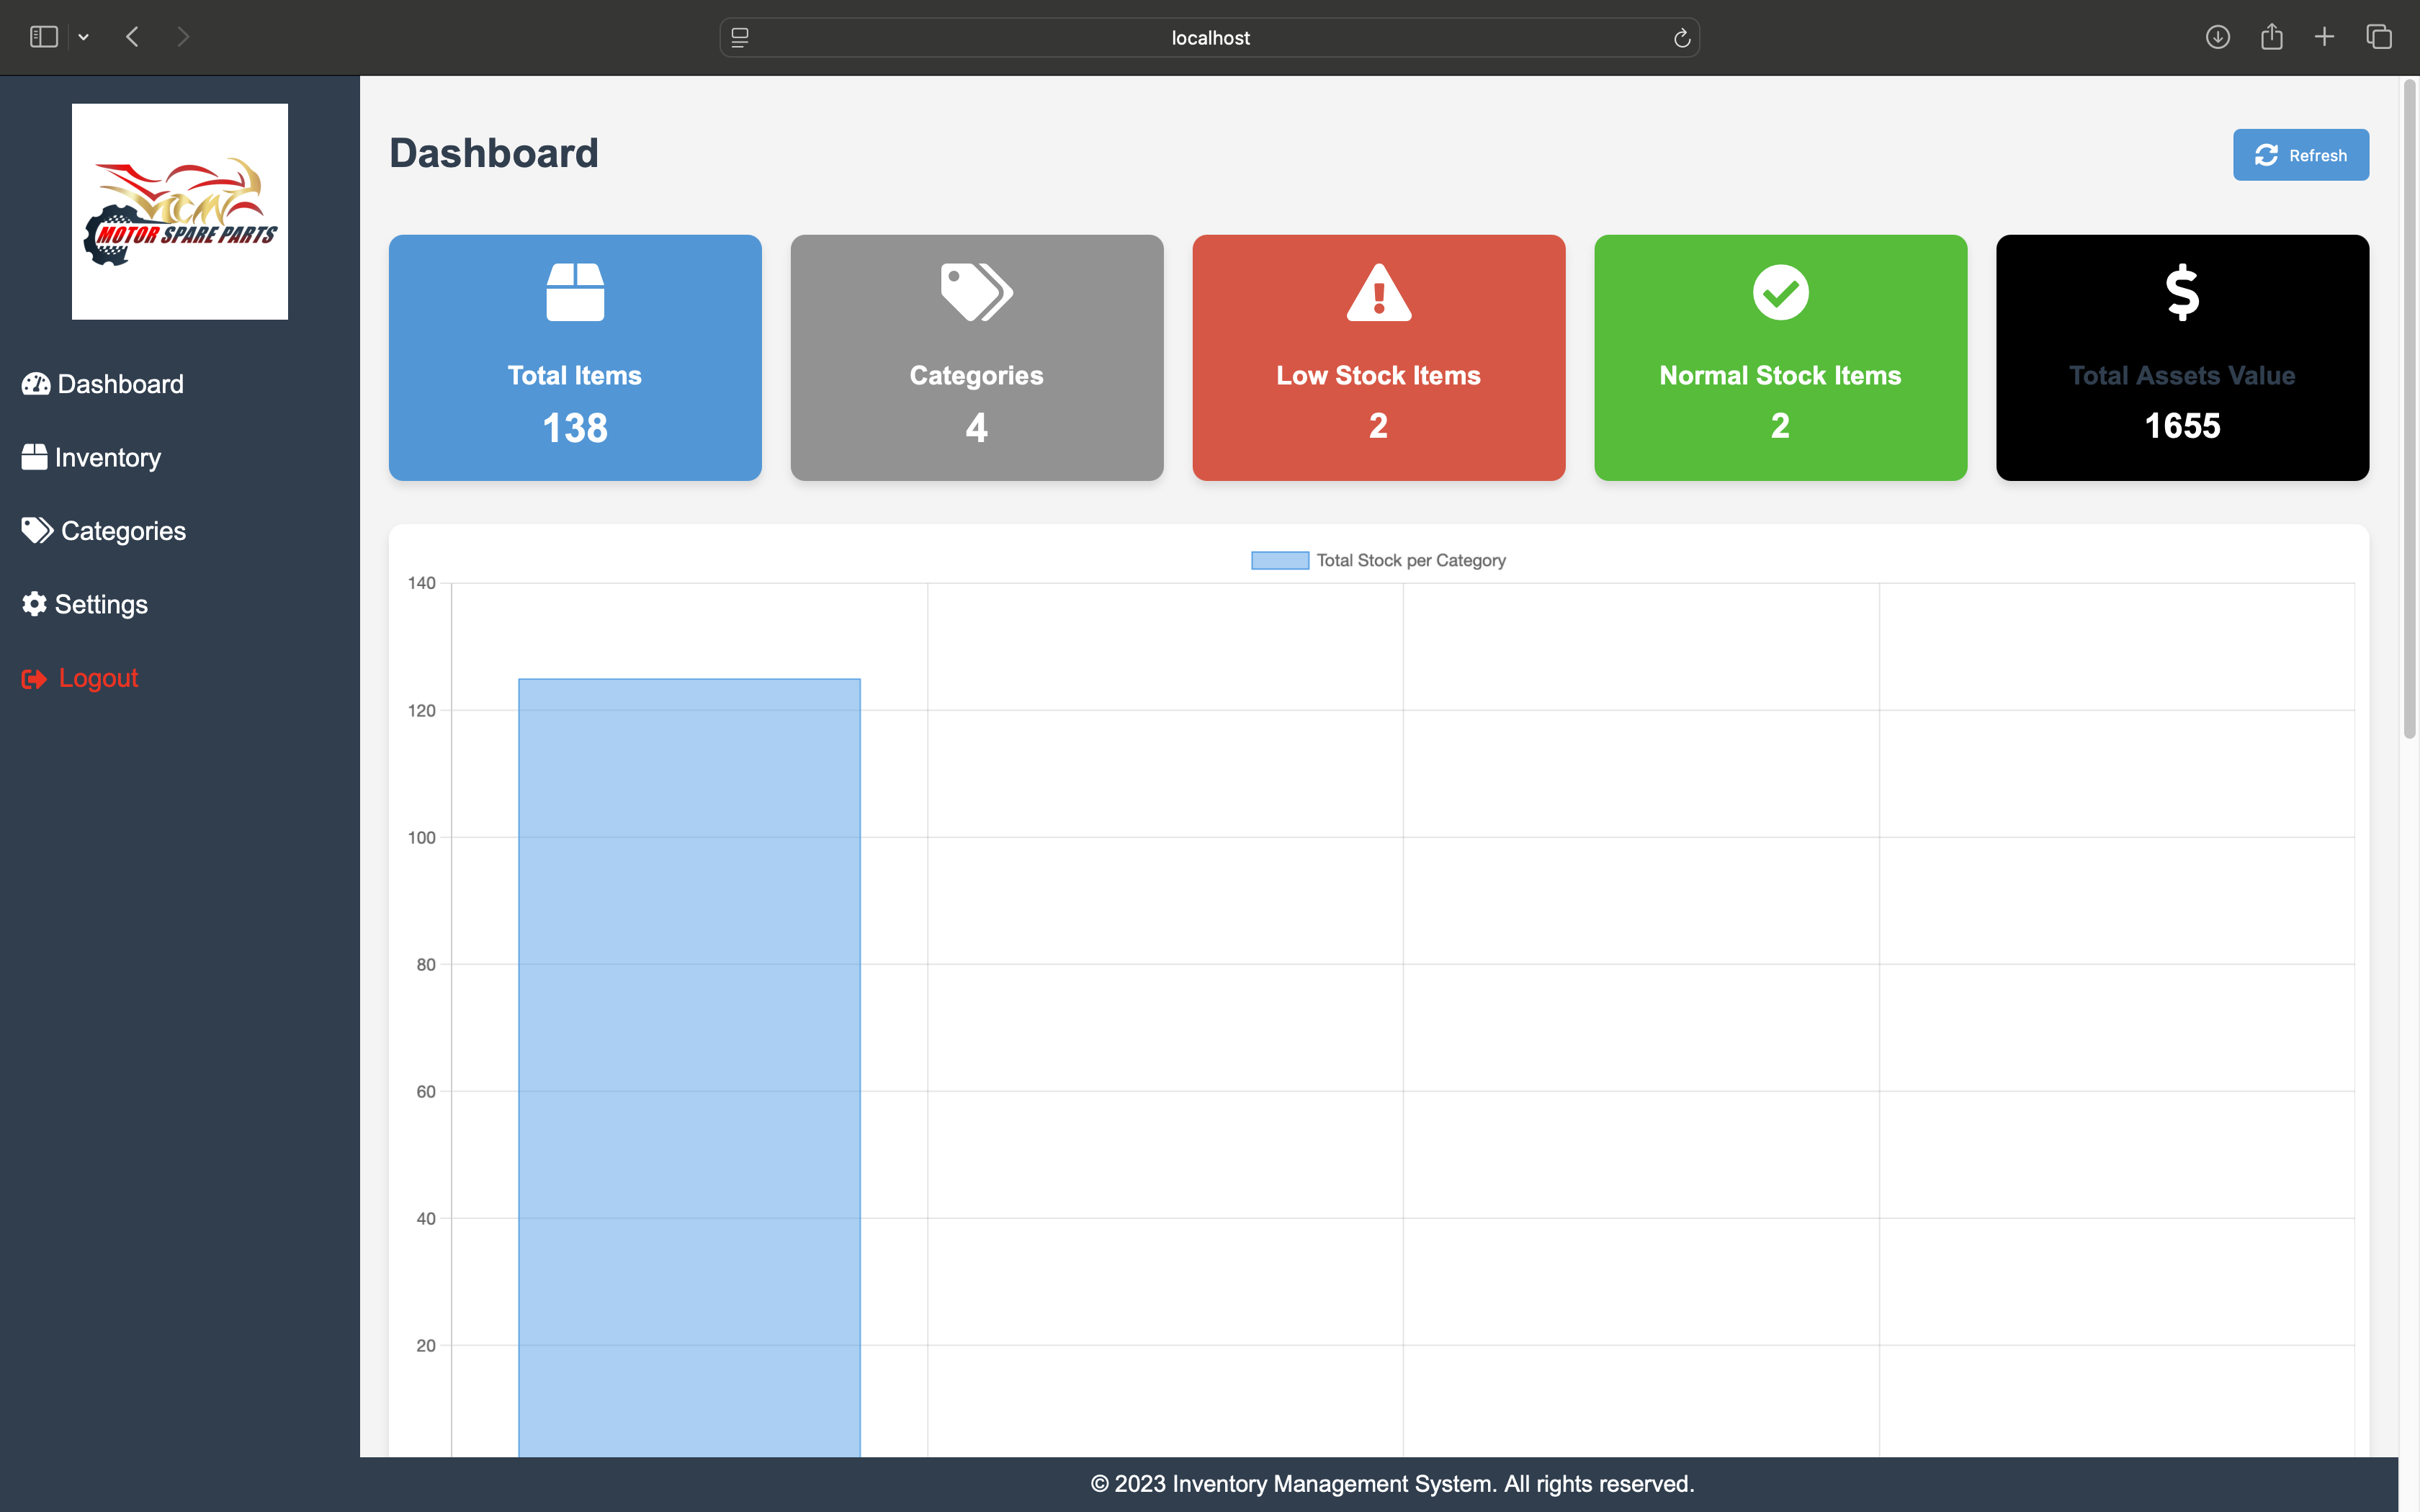 localhost
MOTOR SPARE PARTS
Dashboard
Inventory
Categories
Settings
Logout
Dashboard
Refresh
Total Items
138
Categories
4
Low Stock Items
2
Normal Stock Items
2
Total Assets Value
1655
Total Stock per Category
140
120
100
80
60
40
20
© 2023 Inventory Management System. All rights reserved.